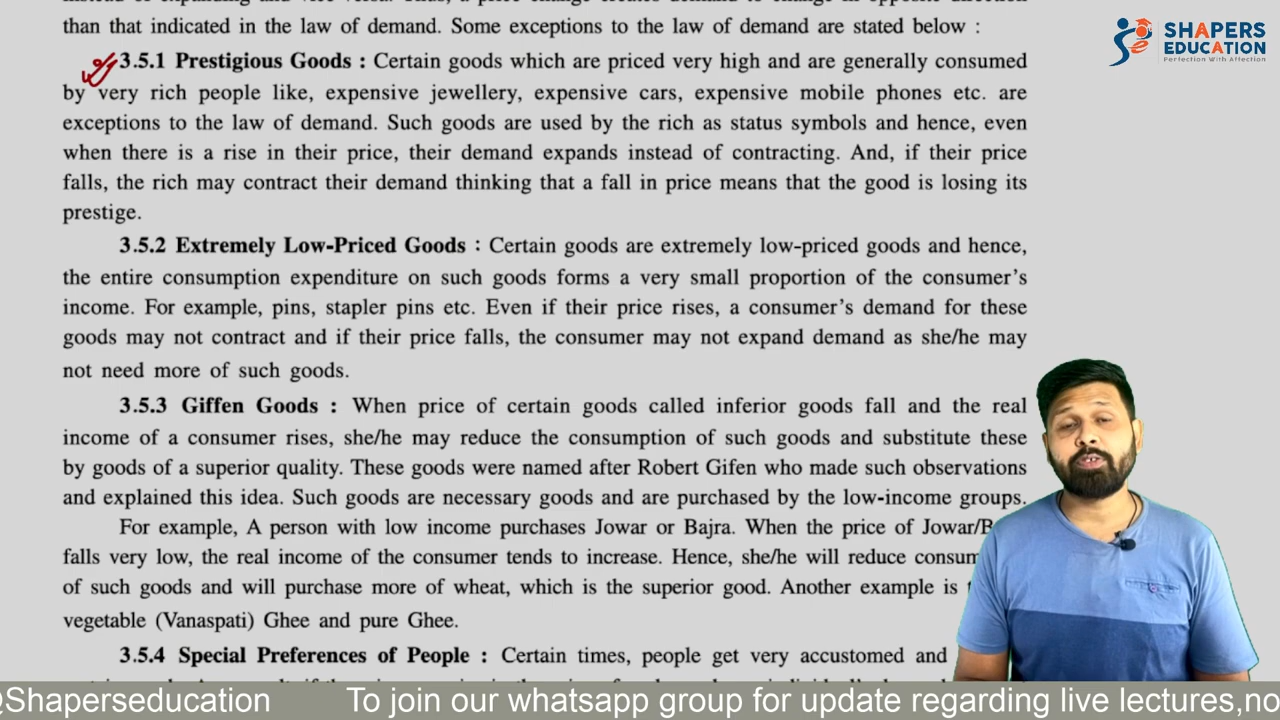 than that indicated in the law of demand. Some exceptions to the law of demand are stated below :
3.5.1 Prestigious Goods : Certain goods which are priced very high and are generally consumed
by very rich people like, expensive jewellery, expensive cars, expensive mobile phones etc. are
exceptions to the law of demand. Such goods are used by the rich as status symbols and hence, even
when there is a rise in their price, their demand expands instead of contracting. And, if their price
falls, the rich may contract their demand thinking that a fall in price means that the good is losing its
prestige.
3.5.2 Extremely Low-Priced Goods : Certain goods are extremely low-priced goods and hence,
the entire consumption expenditure on such goods forms a very small proportion of the consumer's
income. For example, pins, stapler pins etc. Even if their price rises, a consumer's demand for these
goods may not contract and if their price falls, the consumer may not expand demand as she/he may
not need more of such goods.
3.5.3 Giffen Goods : When price of certain goods called inferior goods fall and the real
income of a consumer rises, she/he may reduce the consumption of such goods and substitute these
by goods of a superior quality. These goods were named after Robert Gifen who made such observations
and explained this idea. Such goods are necessary goods and are purchased by the low-income groups.
For example, A person with low income purchases Jowar or Bajra. When the price of Jowar/B
falls very low, the real income of the consumer tends to increase. Hence, she/he will reduce consum
of such goods and will purchase more of wheat, which is the superior good. Another example is
vegetable (Vanaspati) Ghee and pure Ghee.
3.5.4 Special Preferences of People : Certain times, people get very accustomed and
SHAPERS
EDUCATION
Perfection With Affection
@Shaperseducation To join our whatsapp group for update regarding live lectures,no